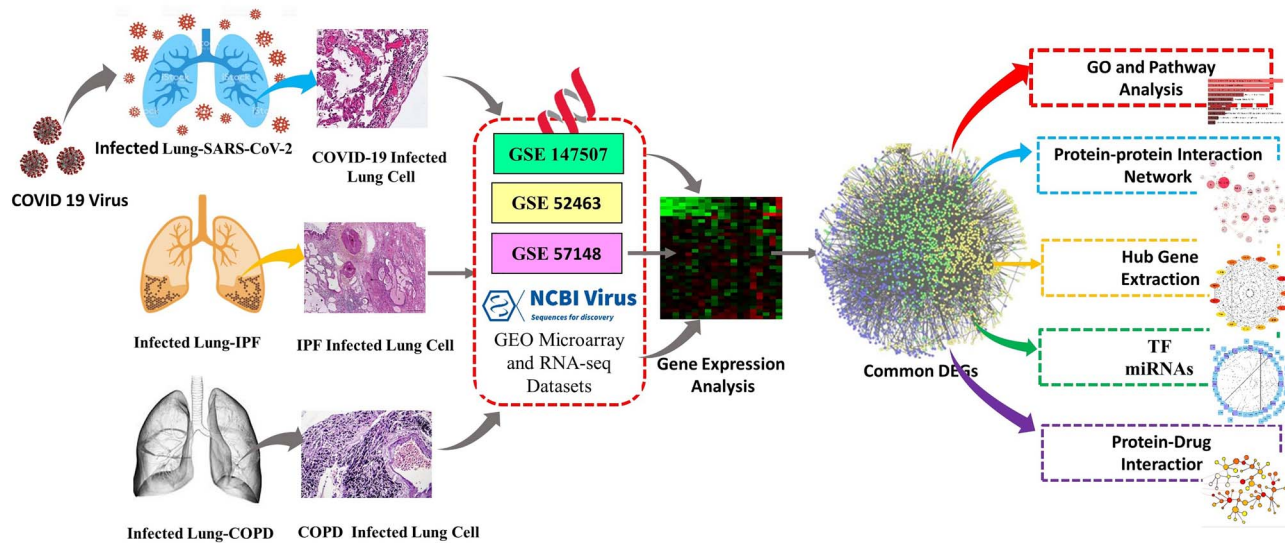 iStock
iStock
iStock
Infected Lung-SARS-CoV-2
COVID 19 Virus
COVID-19 Infected
Lung Cell
Infected Lung-IPF
IPF Infected Lung Cell
Infected Lung-COPD
COPD Infected Lung Cell
GSE 147507
GSE 52463
GSE 57148
NCBI Virus
Sequences for discovery
GEO Microarray
and RNA-seq
Datasets
Gene Expression
Analysis
Common DEGs
GO and Pathway
Analysis
Protein-protein Interaction
Network
Hub Gene
Extraction
TF
miRNAs
Protein-Drug
Interaction